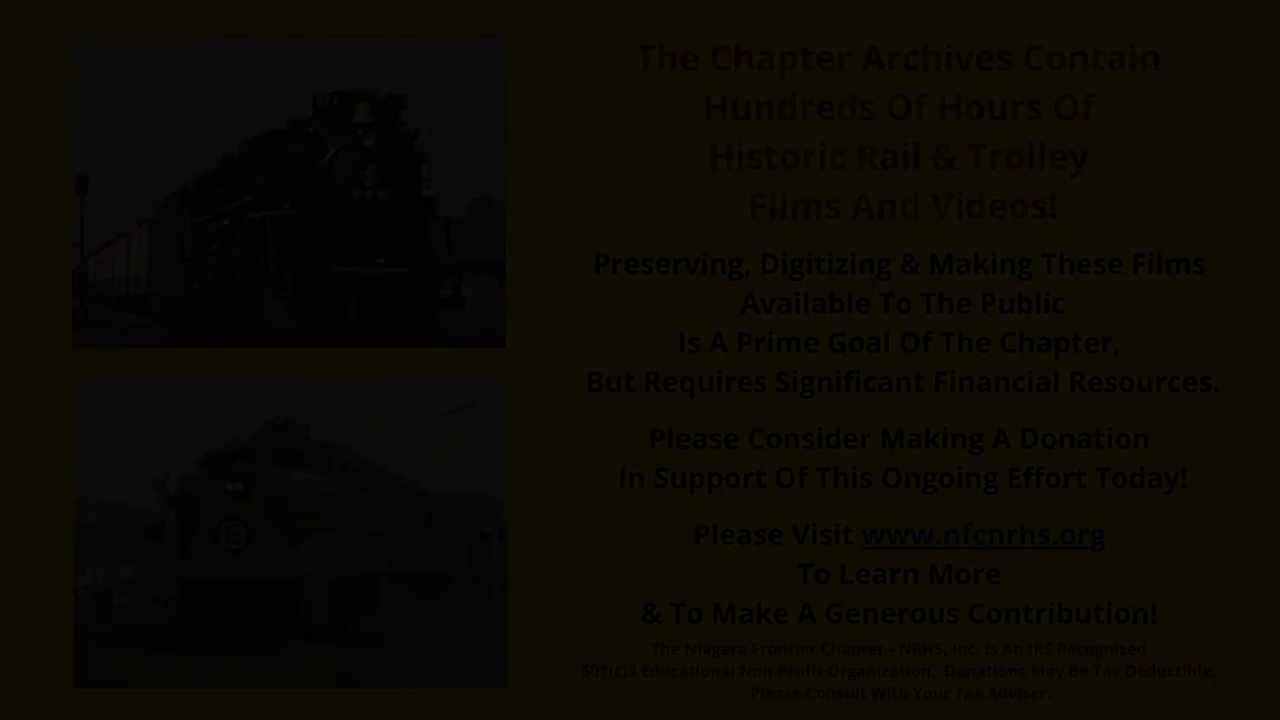 The Chapter Archives Contain
Hundreds Of Hours Of
Historic Rail & Trolley
Films And Videos!
Preserving, Digitizing & Making These Films
Available To The Public
Is A Prime Goal Of The Chapter,
But Requires Significant Financial Resources.
Please Consider Making A Donation
In Support Of This Ongoing Effort Today!
Please Visit www.nfcnrhs.org
To Learn More
& To Make A Generous Contribution!
The Niagara Frontier Chapter - NRHS, Inc. Is An IRS Recognized
501(c)3 Educational Non-Profit Organization. Donations May Be Tax Deductible.
Please Consult With Your Tax Adviser.